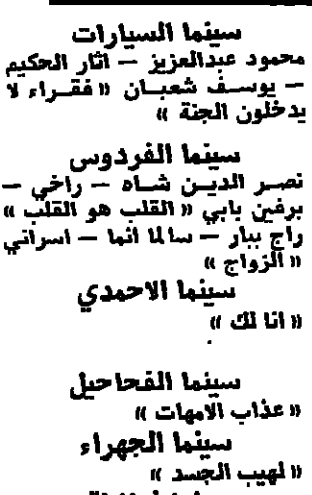 سينما السيارات
محمود عبدالعزيز — اثار الحكيم
— يوسف شعبان « فقراء لا
يدخلون الجنة »
سينما الفردوس
نصر الدين شاه — راخي —
برفين بابي « القلب هو القلب »
راج ببار — سالما انما — اسراني
« الزواج »
سينما الاحمدي
« انا لك »
سينما الفحاحيل
« عذاب الامهات »
سينما الجهراء
« لهيب الجسد »